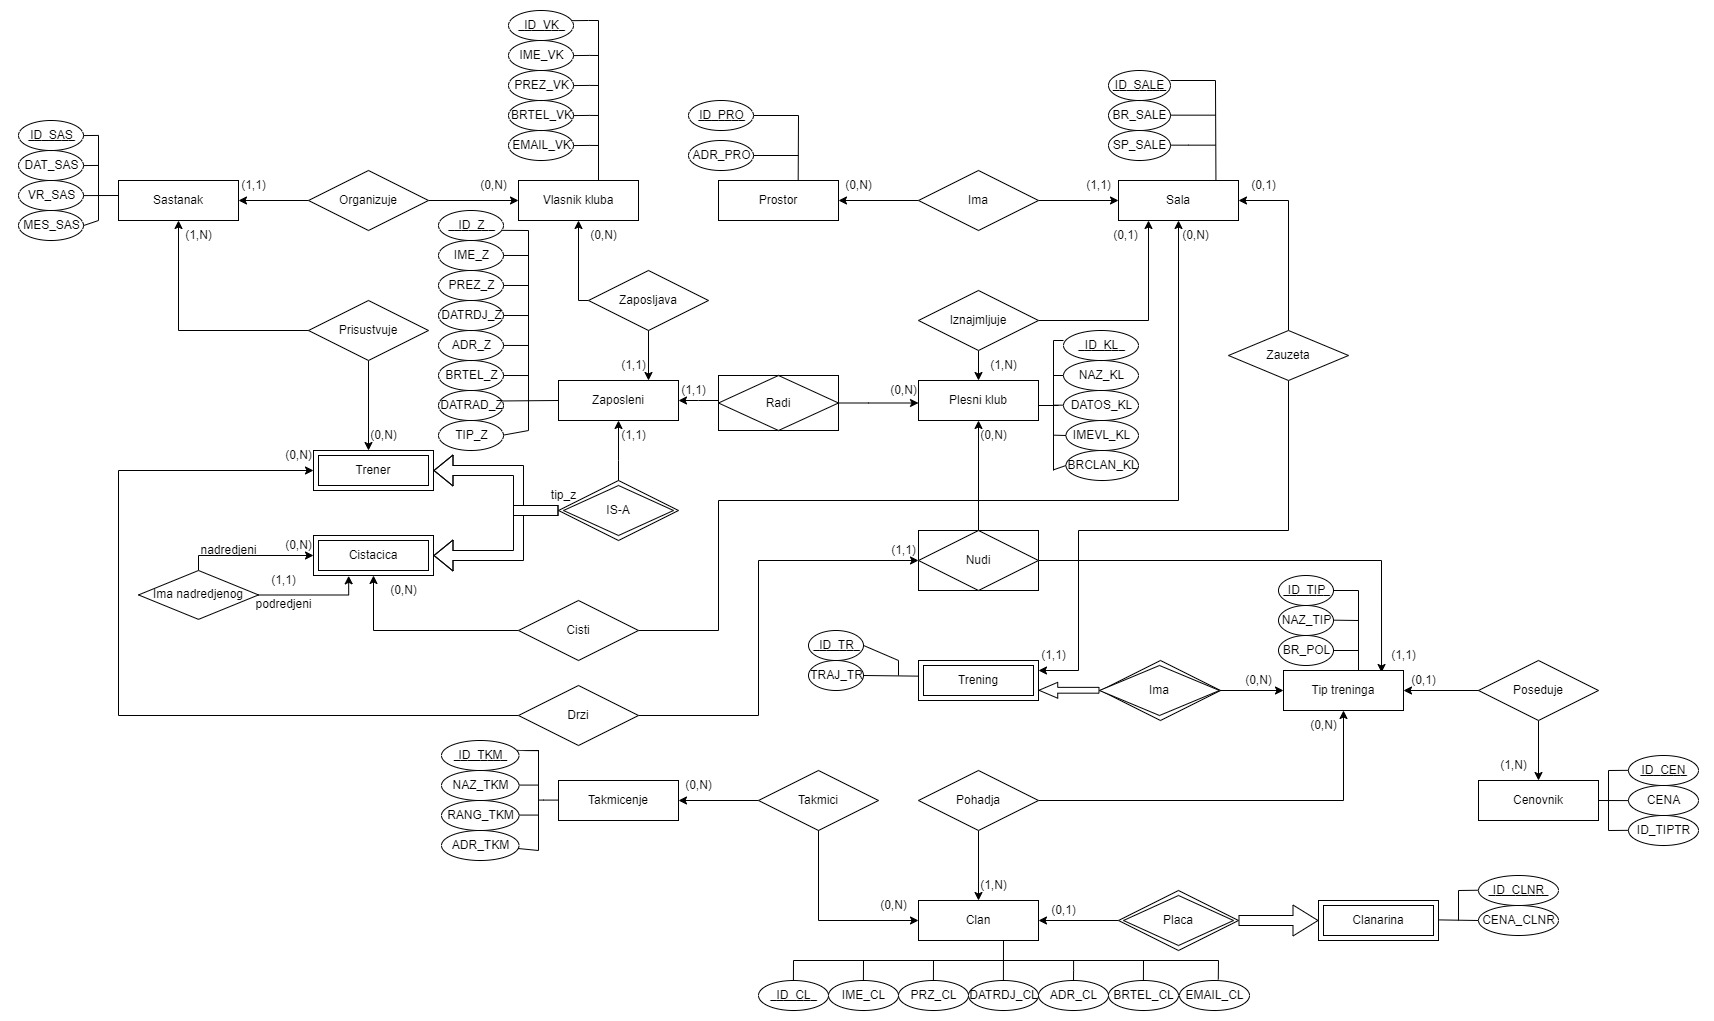 ID_VK
IME_VK
PREZ_VK
BRTEL_VK
EMAIL_VK
ID_SALE
BR_SALE
SP_SALE
ID_PRO
ADR_PRO
ID_SAS
DAT_SAS
VR_SAS
MES_SAS
Sastanak
(1,1)
Organizuje
(0,N)
Vlasnik kluba
Prostor
(0,N)
Ima
(1,1)
Sala
(0,1)
(1,N)
(0,N)
(0,1)
(0,N)
ID_Z
IME_Z
PREZ_Z
DATRDJ_Z
ADR_Z
BRTEL_Z
DATRAD_Z
TIP_Z
Zaposljava
Prisustvuje
Iznajmljuje
Zauzeta
(1,1)
(1,N)
ID_KL
NAZ_KL
DATOS_KL
IMEVL_KL
BRCLAN_KL
Zaposleni
(1,1)
Radi
(0,N)
Plesni klub
(0,N)
(1,1)
(0,N)
(0,N)
Trener
tip_z
IS-A
nadredjeni
(0,N)
Cistacica
(1,1)
Nudi
Ima nadredjenog
(1,1)
podredjeni
(0,N)
Cisti
ID_TIP
NAZ_TIP
BR_POL
ID_TR
TRAJ_TR
(1,1)
(1,1)
Trening
Ima
(0,N)
Tip treninga
(0,1)
Poseduje
Drzi
(0,N)
ID_TKM
NAZ_TKM
RANG_TKM
ADR_TKM
Takmicenje
(0,N)
Takmici
Pohadja
(1,N)
Cenovnik
ID_CEN
CENA
ID_TIPTR
(1,N)
(0,N)
Clan
(0,1)
Placa
Clanarina
ID_CLNR
CENA_CLNR
ID_CL
IME_CL
PRZ_CL
DATRDJ_CL
ADR_CL
BRTEL_CL
EMAIL_CL